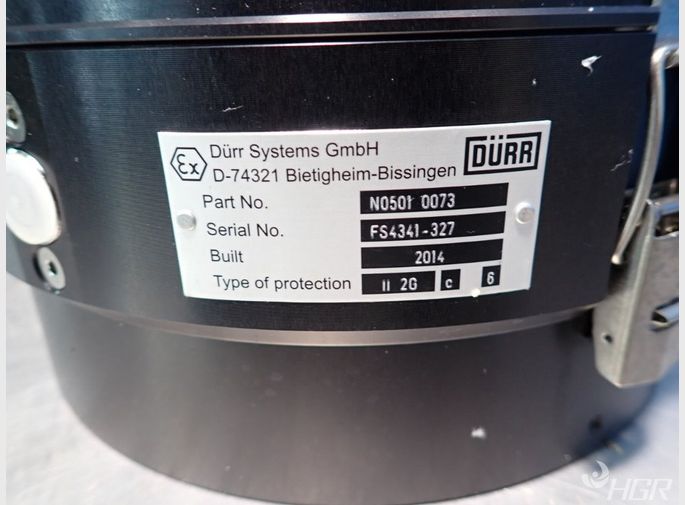 Ex Dürr Systems GmbH DÜRR
D-74321 Bietigheim-Bissingen
Part No. N0501 0073
Serial No. FS4341-327
Built 2014
Type of protection II 2G c 6
HGR